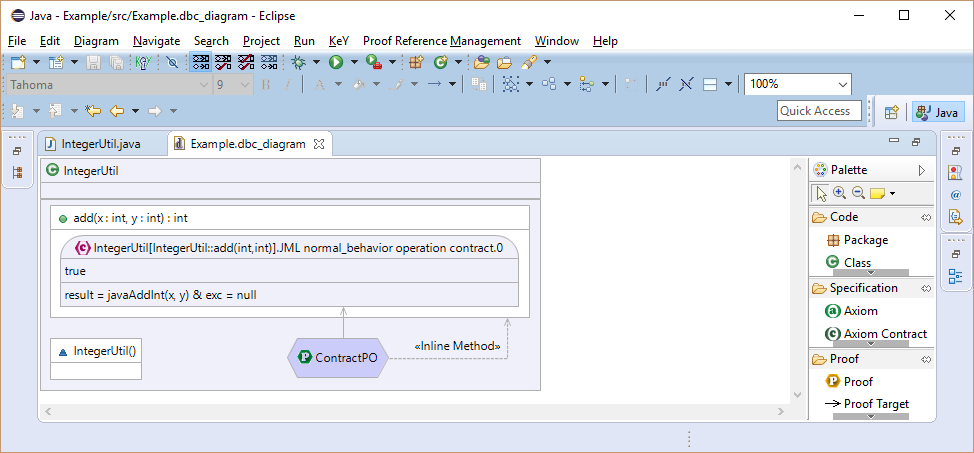 Java - Example/src/Example.dbc_diagram - Eclipse
File Edit Diagram Navigate Search Project Run KeY Proof Reference Management Window Help
Tahoma 9 B I A 100%
Quick Access Java
IntegerUtil.java Example.dbc_diagram
IntegerUtil
add(x : int, y : int) : int
IntegerUtil[IntegerUtil::add(int,int)].JML normal_behavior operation contract.0
true
result = javaAddInt(x, y) & exc = null
IntegerUtil()
ContractPO
«Inline Method»
Palette
Code
Package
Class
Specification
Axiom
Axiom Contract
Proof
Proof
Proof Target